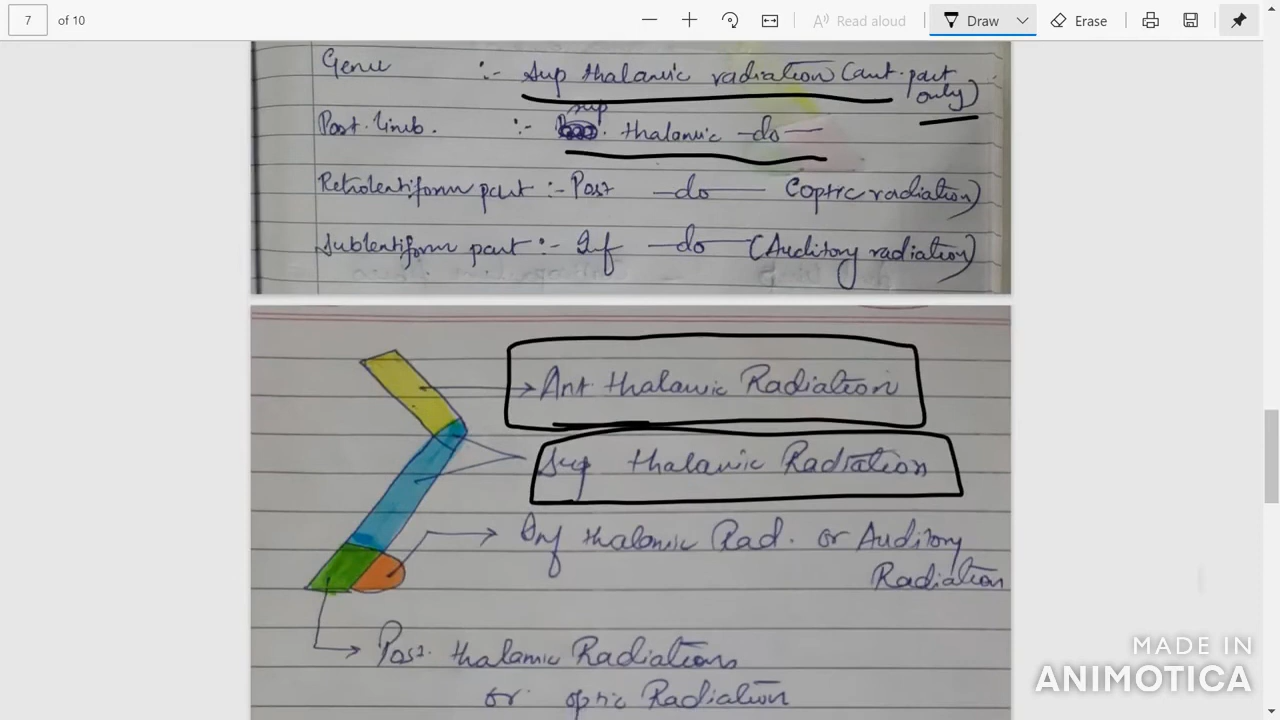 7 of 10
Read aloud
Draw
Erase
Genu :- Sup thalamic radiation (ant. part only)
Post. limb. :- sup thalamic -do-
Retrolentiform part :- Post -do- (optic radiation)
Sublentiform part :- Inf -do- (Auditory radiation)
Ant. thalamic Radiation
Sup thalamic Radiation
Inf thalamic Rad. or Auditory
Radiation
Post. thalamic Radiations
or optic Radiation
MADE IN
ANIMOTICA